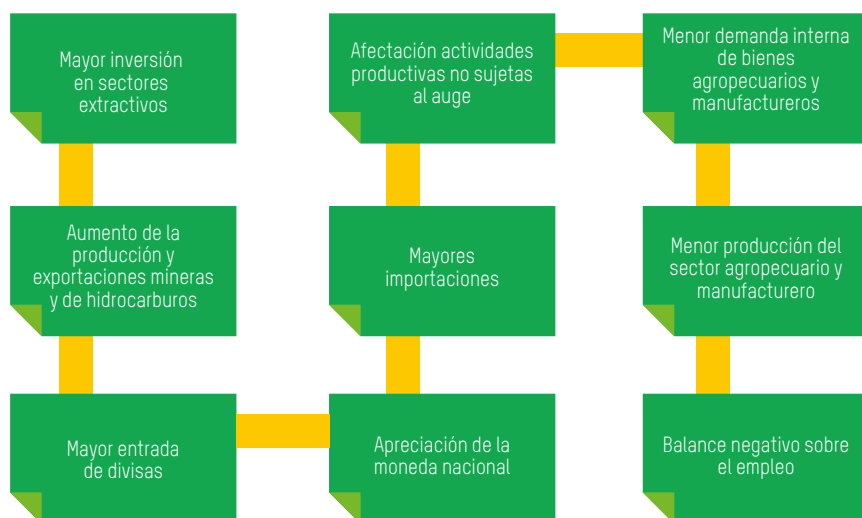 Mayor inversión
en sectores
extractivos
Aumento de la
producción y
exportaciones mineras
y de hidrocarburos
Mayor entrada
de divisas
Apreciación de la
moneda nacional
Mayores
importaciones
Afectación actividades
productivas no sujetas
al auge
Menor demanda interna
de bienes
agropecuarios y
manufactureros
Menor producción del
sector agropecuario y
manufacturero
Balance negativo sobre
el empleo